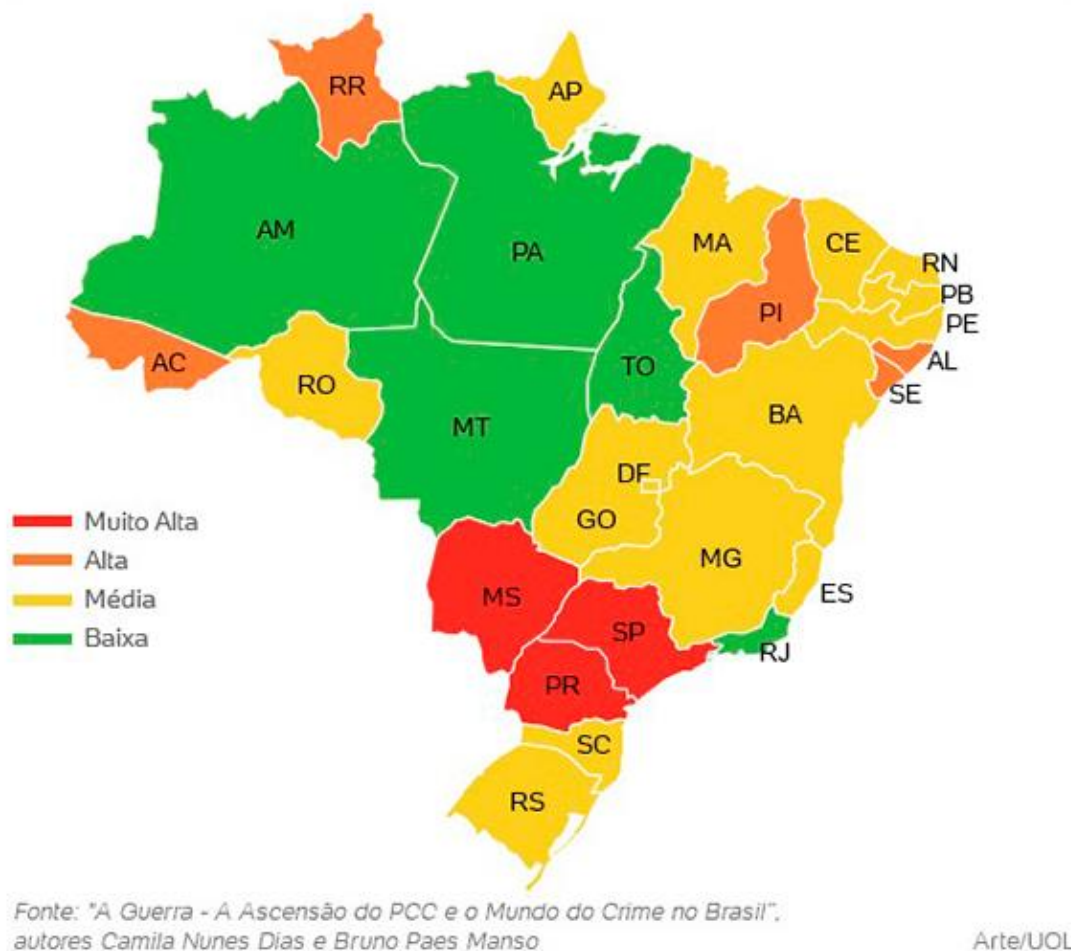 RR
AP
AM
PA
MA
CE
RN
PB
PE
PI
AL
SE
AC
RO
TO
BA
MT
DF
GO
MG
ES
MS
SP
RJ
PR
SC
RS
Muito Alta
Alta
Média
Baixa
Fonte: "A Guerra - A Ascensão do PCC e o Mundo do Crime no Brasil",
autores Camila Nunes Dias e Bruno Paes Manso
Arte/UOL